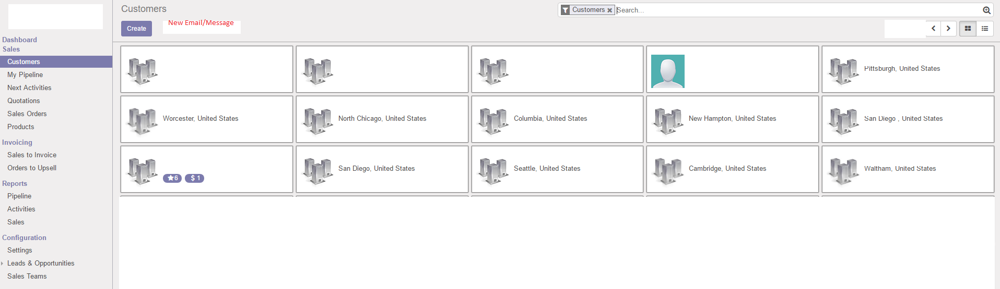 Customers
Customers
Search...
Create
New Email/Message
Dashboard
Sales
Customers
My Pipeline
Next Activities
Quotations
Sales Orders
Products
Invoicing
Sales to Invoice
Orders to Upsell
Reports
Pipeline
Activities
Sales
Configuration
Settings
Leads & Opportunities
Sales Teams
Pittsburgh, United States
Worcester, United States
North Chicago, United States
Columbia, United States
New Hampton, United States
San Diego , United States
6
$ 1
San Diego, United States
Seattle, United States
Cambridge, United States
Waltham, United States